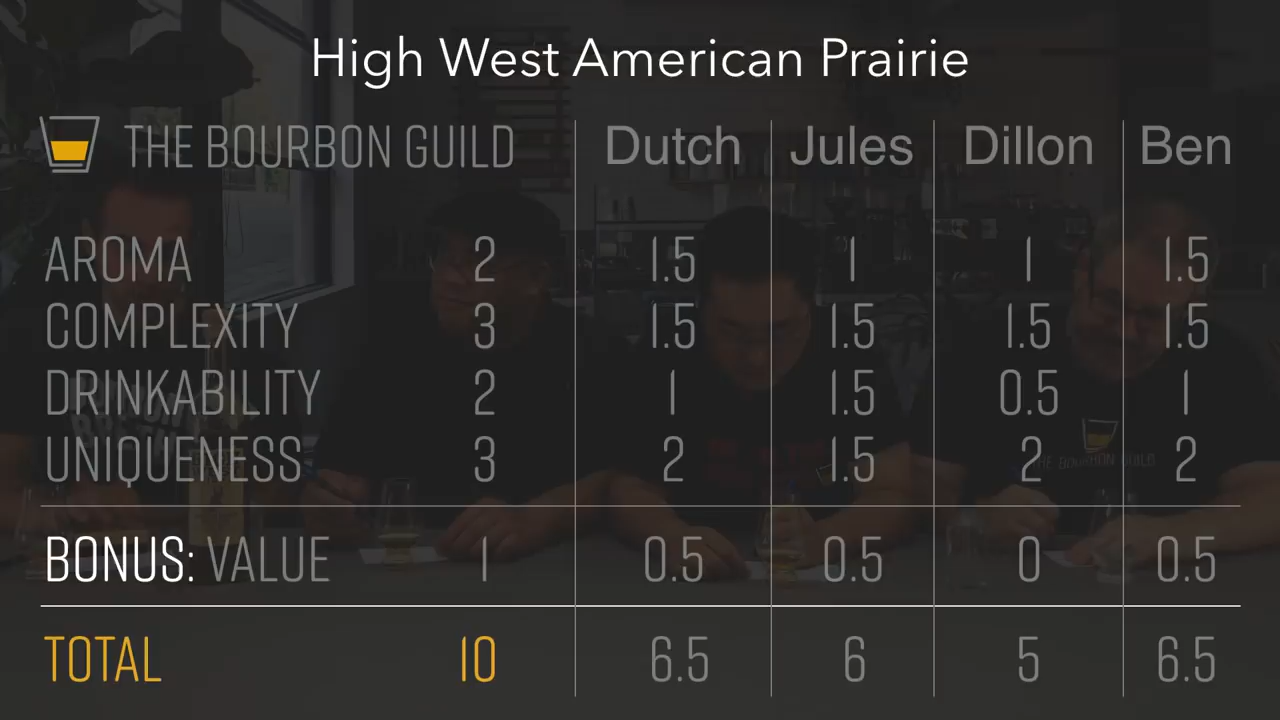 High West American Prairie
THE BOURBON GUILD Dutch Jules Dillon Ben
AROMA 2 1.5 1 1 1.5
COMPLEXITY 3 1.5 1.5 1.5 1.5
DRINKABILITY 2 1 1.5 0.5 1
UNIQUENESS 3 2 1.5 2 2
THE BOURBON GUILD
BONUS: VALUE 1 0.5 0.5 0 0.5
TOTAL 10 6.5 6 5 6.5